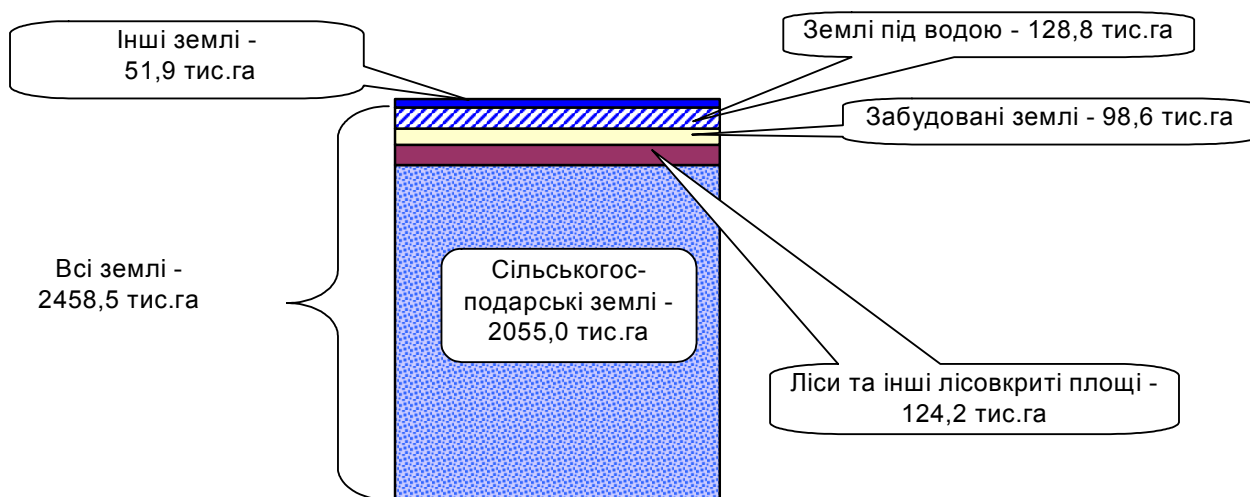 Інші землі -
51,9 тис.га
Землі під водою - 128,8 тис.га
Забудовані землі - 98,6 тис.га
Всі землі -
2458,5 тис.га
Сільськогос-
подарські землі -
2055,0 тис.га
Ліси та інші лісовкриті площі -
124,2 тис.га